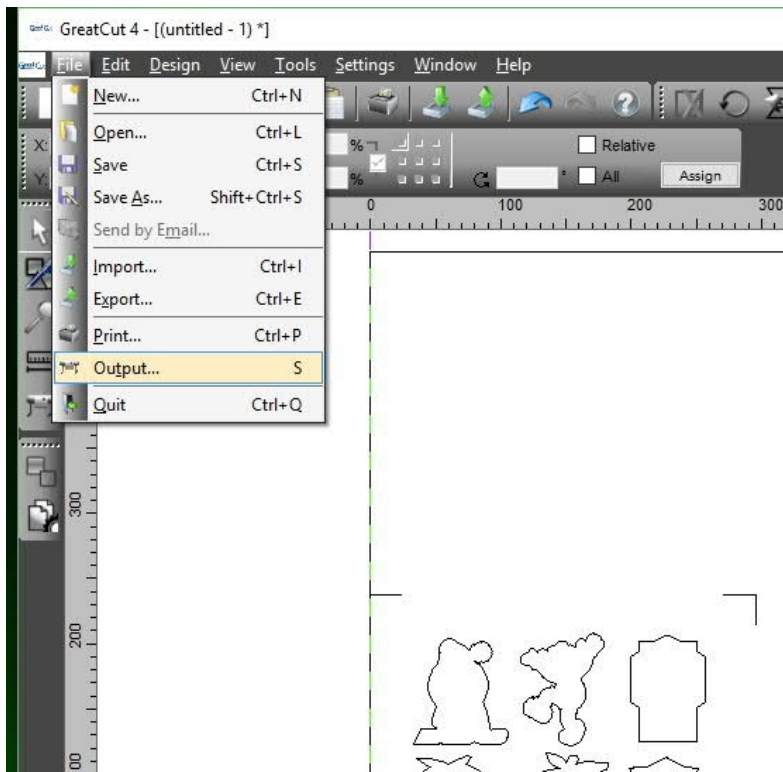 GreatCut 4 - [(untitled - 1) *]
File Edit Design View Tools Settings Window Help
New... Ctrl+N
Open... Ctrl+L
Save Ctrl+S
Save As... Shift+Ctrl+S
Send by Email...
Import... Ctrl+I
Export... Ctrl+E
Print... Ctrl+P
Output... S
Quit Ctrl+Q
X: % Relative
Y: % ° All Assign
0 100 200 300
300
200
00